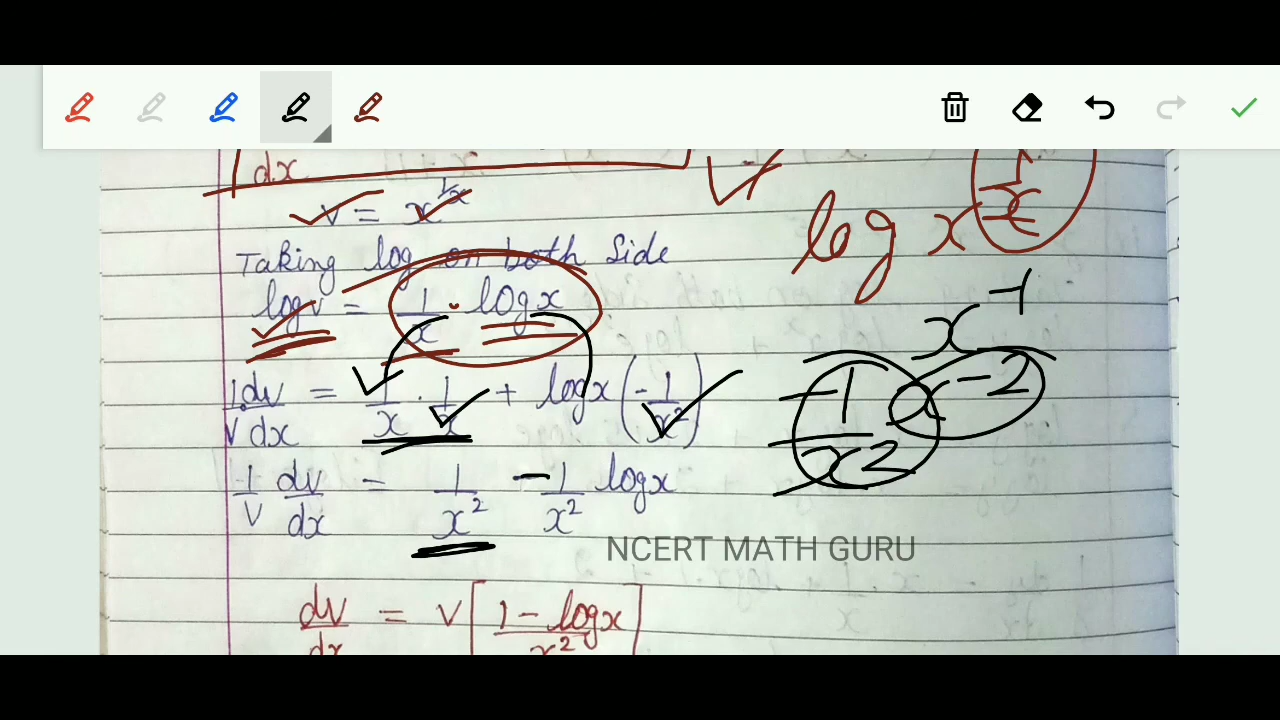 dx
v = x^1/x
Taking log on both Side
log v = 1/x · log x
1/v dv/dx = 1/x · 1/x + log x (-1/x²)
1/v dv/dx = 1/x² - 1/x² log x
dv/dx = v [1 - log x / x²]
log x^1/x
x^-1
-1 x^-2
-1/x2
NCERT MATH GURU